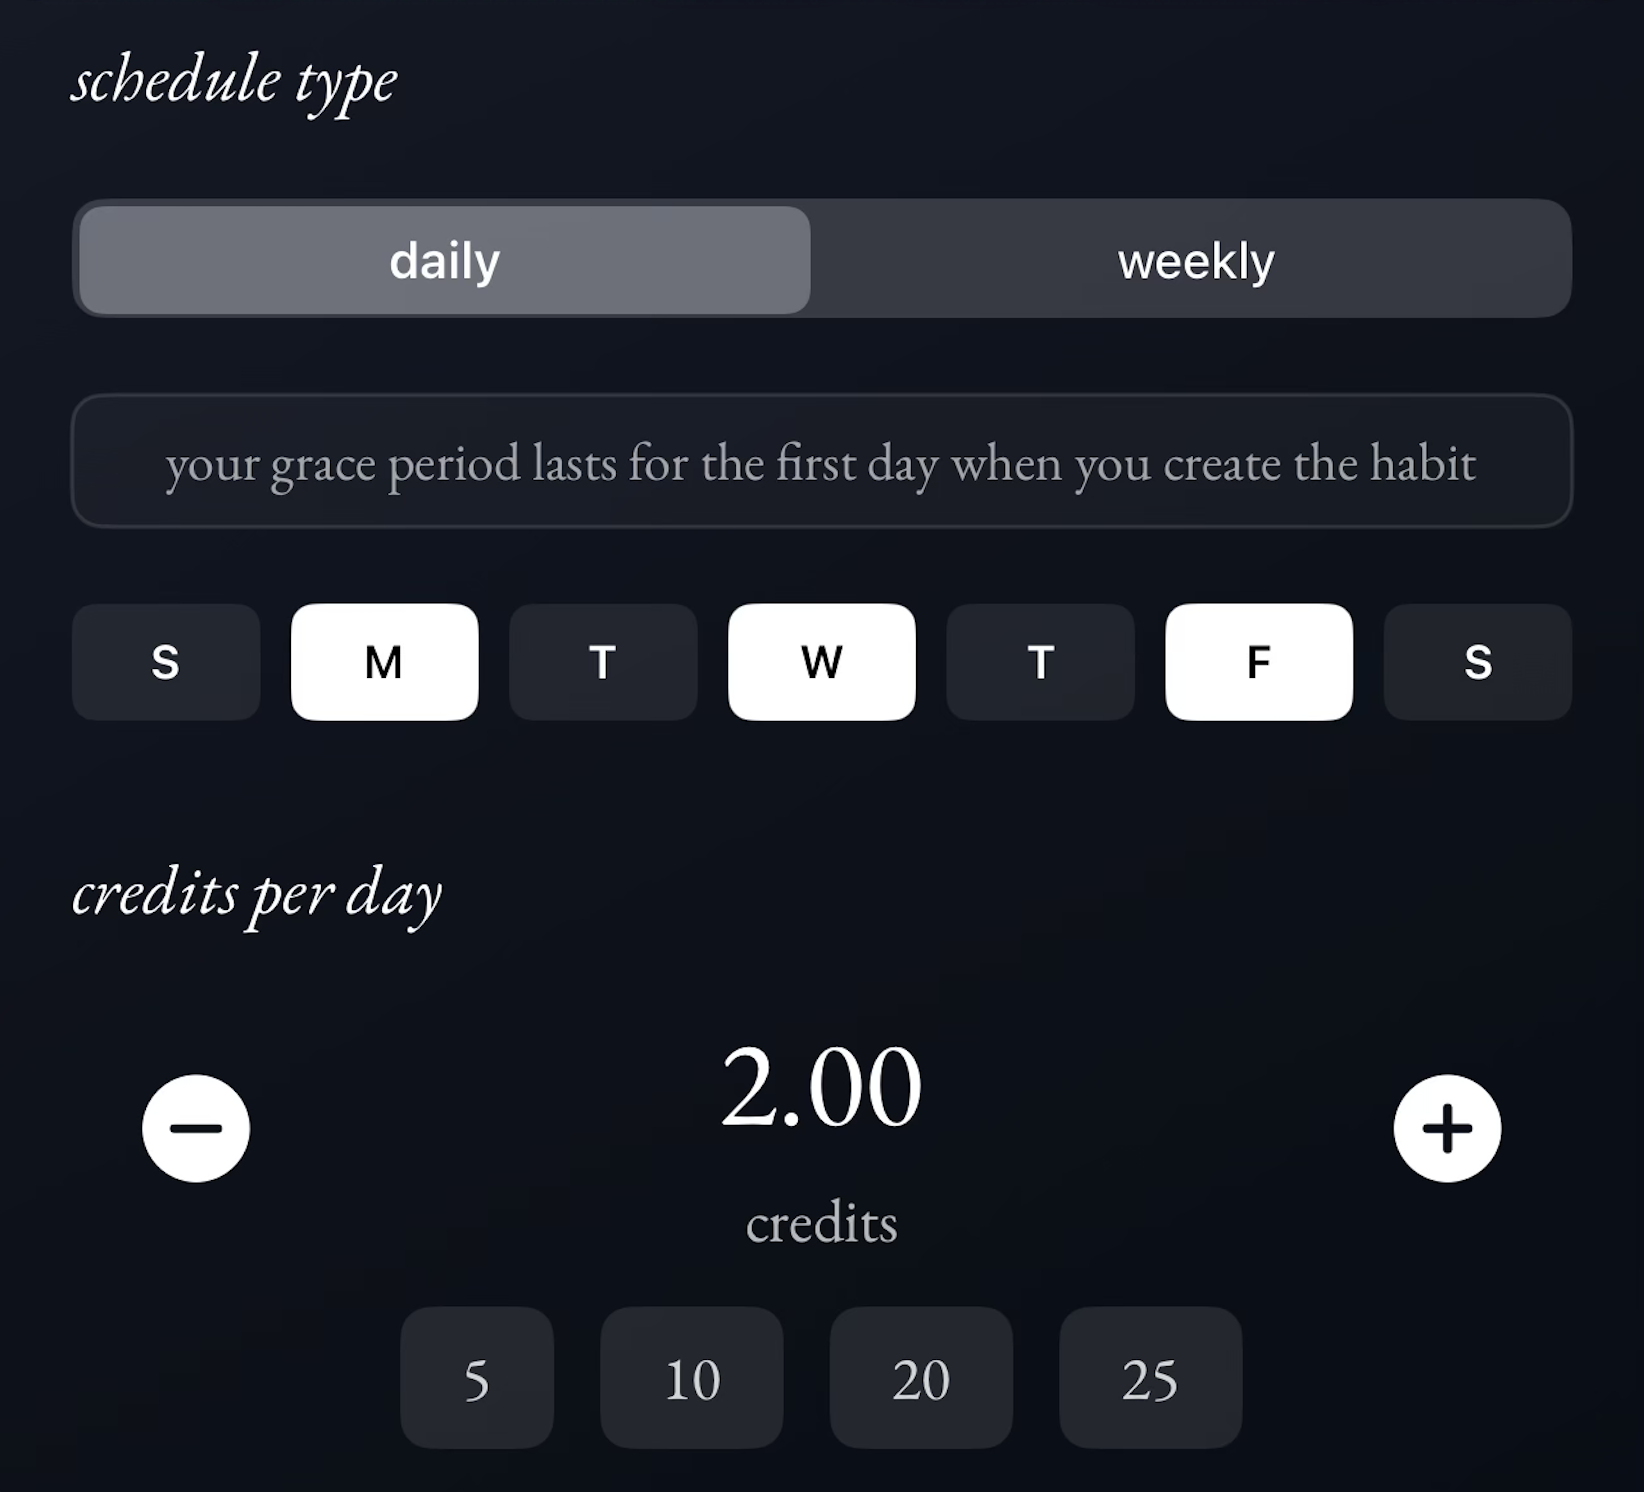 schedule type
daily weekly
your grace period lasts for the first day when you create the habit
S M T W T F S
credits per day
2.00
credits
5 10 20 25